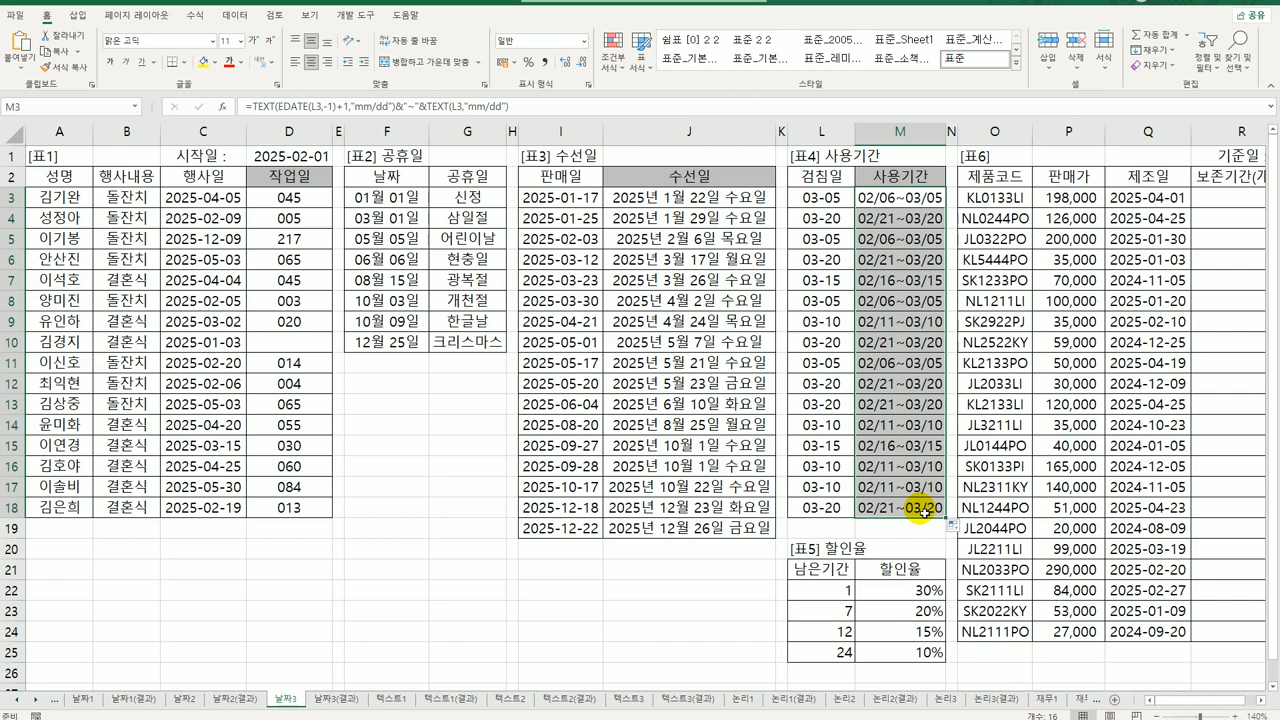 파일 홈 삽입 페이지 레이아웃 수식 데이터 검토 보기 개발 도구 도움말 공유
붙여넣기 잘라내기 복사 서식 복사 맑은 고딕 11 가 가 자동 줄 바꿈 병합하고 가운데 맞춤 일반 조건부 서식 표 서식 쉼표 [0] 2 2 표준 2 2 표준_2005... 표준_Sheet1 표준_계산... 표준_기본... 표준_기본... 표준_레미... 표준_소책... 표준 삽입 삭제 서식 자동 합계 채우기 지우기 정렬 및 필터 찾기 및 선택
클립보드 글꼴 맞춤 표시 형식 스타일 셀 편집
M3 fx =TEXT(EDATE(L3,-1)+1,"mm/dd")&"~"&TEXT(L3,"mm/dd")
A B C D E F G H I J K L M N O P Q R
1 [표1] 시작일 : 2025-02-01 [표2] 공휴일 [표3] 수선일 [표4] 사용기간 [표6] 기준일
2 성명 행사내용 행사일 작업일 날짜 공휴일 판매일 수선일 검침일 사용기간 제품코드 판매가 제조일 보존기간(개
3 김기완 돌잔치 2025-04-05 045 01월 01일 신정 2025-01-17 2025년 1월 22일 수요일 03-05 02/06~03/05 KL0133LI 198,000 2025-04-01
4 성정아 돌잔치 2025-02-09 005 03월 01일 삼일절 2025-01-23 2025년 1월 29일 수요일 03-20 02/21~03/20 NL0244PO 126,000 2025-04-25
5 이기봉 돌잔치 2025-12-09 217 05월 05일 어린이날 2025-02-03 2025년 2월 6일 목요일 03-05 02/06~03/05 JL0322PO 200,000 2025-01-30
6 안산진 돌잔치 2025-05-03 065 06월 06일 현충일 2025-03-12 2025년 3월 17일 월요일 03-20 02/21~03/20 KL5444PO 35,000 2025-01-03
7 이석호 결혼식 2025-04-04 045 08월 15일 광복절 2025-03-23 2025년 3월 26일 수요일 03-15 02/16~03/15 SK1233PO 70,000 2024-11-05
8 양미진 돌잔치 2025-02-05 003 10월 03일 개천절 2025-03-30 2025년 4월 2일 수요일 03-05 02/06~03/05 NL1211LI 100,000 2025-01-20
9 유인하 결혼식 2025-03-02 020 10월 09일 한글날 2025-04-21 2025년 4월 24일 목요일 03-10 02/11~03/10 SK2922PJ 35,000 2025-02-10
10 김경지 결혼식 2025-01-03 12월 25일 크리스마스 2025-05-01 2025년 5월 7일 수요일 03-20 02/21~03/20 NL2522KY 59,000 2024-12-25
11 이신호 돌잔치 2025-02-20 014 2025-05-17 2025년 5월 21일 수요일 03-05 02/06~03/05 KL2133PO 50,000 2025-04-19
12 최익현 돌잔치 2025-02-06 004 2025-05-20 2025년 5월 23일 금요일 03-20 02/21~03/20 JL2033LI 30,000 2024-12-09
13 김상중 돌잔치 2025-05-03 065 2025-06-04 2025년 6월 10일 화요일 03-20 02/21~03/20 KL2133LI 120,000 2025-04-25
14 윤미화 결혼식 2025-04-20 055 2025-08-20 2025년 8월 25일 월요일 03-10 02/11~03/10 JL3211LI 35,000 2024-10-23
15 이연경 결혼식 2025-03-15 030 2025-09-27 2025년 10월 1일 수요일 03-15 02/16~03/15 JL0144PO 40,000 2024-01-05
16 김호야 결혼식 2025-04-25 060 2025-09-28 2025년 10월 1일 수요일 03-10 02/11~03/10 SK0133PI 165,000 2024-12-05
17 이솔비 결혼식 2025-05-30 084 2025-10-17 2025년 10월 22일 수요일 03-10 02/11~03/10 NL2311KY 140,000 2024-11-05
18 김은희 결혼식 2025-02-19 013 2025-12-18 2025년 12월 23일 화요일 03-20 02/21~03/20 NL1244PO 51,000 2024-04-23
19 2025-12-22 2025년 12월 26일 금요일 JL2044PO 20,000 2024-08-09
20 [표5] 할인율 JL2211LI 99,000 2025-03-19
21 남은기간 할인율 NL2033PO 290,000 2025-02-20
22 1 30% SK2111LI 84,000 2025-02-27
23 7 20% SK2022KY 53,000 2025-01-09
24 12 15% NL2111PO 27,000 2024-09-20
25 24 10%
26
... 날짜1 날짜1(결과) 날짜2 날짜2(결과) 날짜3 날짜3(결과) 텍스트1 텍스트1(결과) 텍스트2 텍스트2(결과) 텍스트3 텍스트3(결과) 논리1 논리1(결과) 논리2 논리2(결과) 논리3 논리3(결과) 재무1 ...
준비 개수: 16 140%